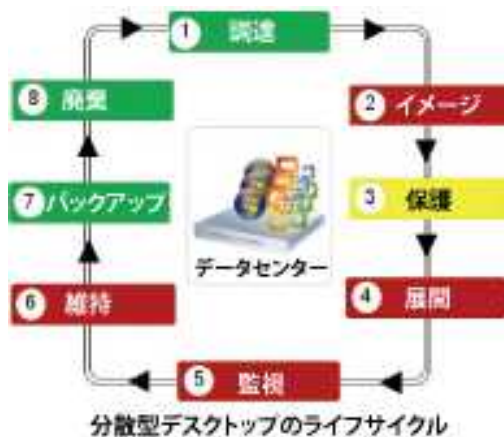 1 調達
2 イメージ
3 保護
4 展開
5 監視
6 維持
7 バックアップ
8 廃棄
データセンター
分散型デスクトップのライフサイクル